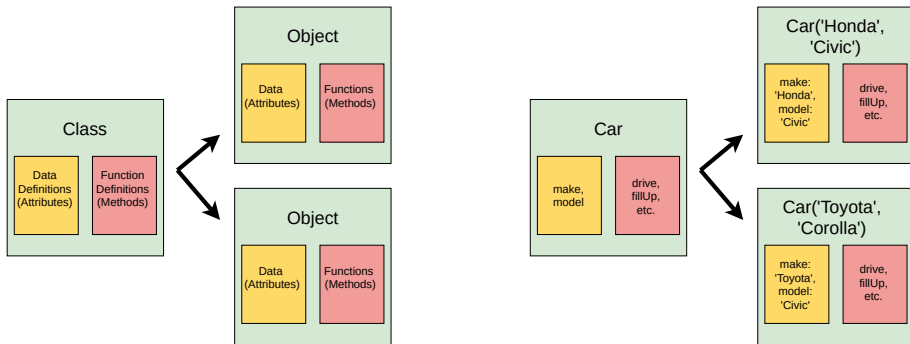 Class
Data
Definitions
(Attributes)
Function
Definitions
(Methods)
Object
Data
(Attributes)
Functions
(Methods)
Object
Data
(Attributes)
Functions
(Methods)
Car
make,
model
drive,
fillUp,
etc.
Car('Honda',
'Civic')
make:
'Honda',
model:
'Civic'
drive,
fillUp,
etc.
Car('Toyota',
'Corolla')
make:
'Toyota',
model:
'Civic'
drive,
fillUp,
etc.